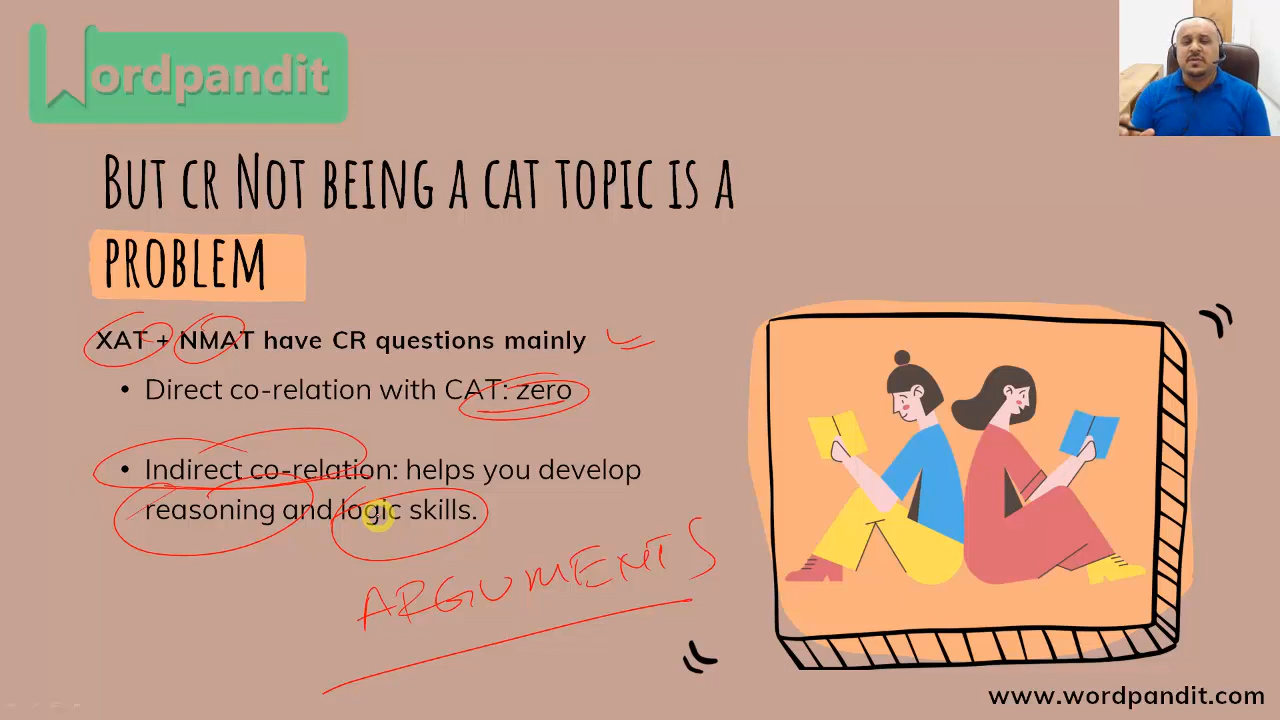 Wordpandit
BUT CR NOT BEING A CAT TOPIC IS A
PROBLEM
XAT + NMAT have CR questions mainly
• Direct co-relation with CAT: zero
• Indirect co-relation: helps you develop
reasoning and logic skills.
ARGUMENTS
www.wordpandit.com